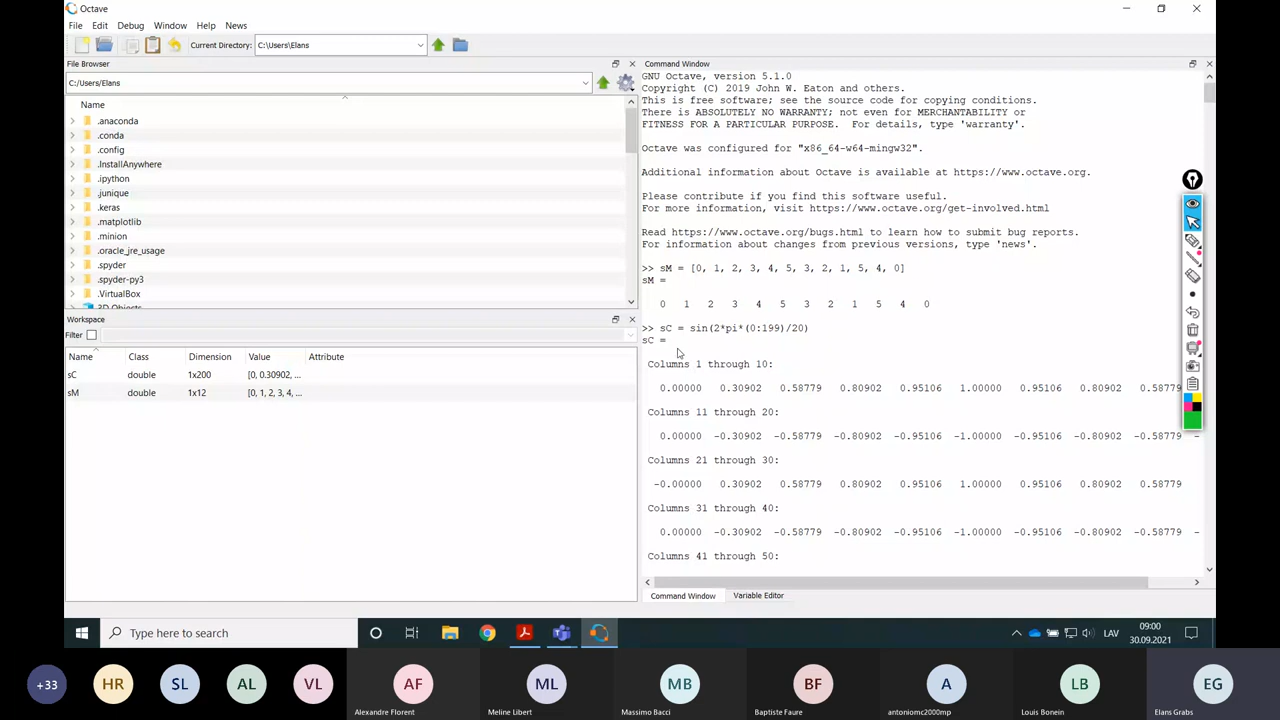 Octave
File Edit Debug Window Help News
Current Directory: C:\Users\Elans
File Browser
C:/Users/Elans
Name
.anaconda
.conda
.config
.InstallAnywhere
.ipython
.junique
.keras
.matplotlib
.minion
.oracle_jre_usage
.spyder
.spyder-py3
.VirtualBox
3D Objects
Workspace
Filter
Name Class Dimension Value Attribute
sC double 1x200 [0, 0.30902, ...
sM double 1x12 [0, 1, 2, 3, 4, ...
Command Window
GNU Octave, version 5.1.0
Copyright (C) 2019 John W. Eaton and others.
This is free software; see the source code for copying conditions.
There is ABSOLUTELY NO WARRANTY; not even for MERCHANTABILITY or
FITNESS FOR A PARTICULAR PURPOSE. For details, type 'warranty'.
Octave was configured for "x86_64-w64-mingw32".
Additional information about Octave is available at https://www.octave.org.
Please contribute if you find this software useful.
For more information, visit https://www.octave.org/get-involved.html
Read https://www.octave.org/bugs.html to learn how to submit bug reports.
For information about changes from previous versions, type 'news'.
>> sM = [0, 1, 2, 3, 4, 5, 3, 2, 1, 5, 4, 0]
sM =
0 1 2 3 4 5 3 2 1 5 4 0
>> sC = sin(2*pi*(0:199)/20)
sC =
Columns 1 through 10:
0.00000 0.30902 0.58779 0.80902 0.95106 1.00000 0.95106 0.80902 0.58779
Columns 11 through 20:
0.00000 -0.30902 -0.58779 -0.80902 -0.95106 -1.00000 -0.95106 -0.80902 -0.58779 -
Columns 21 through 30:
-0.00000 0.30902 0.58779 0.80902 0.95106 1.00000 0.95106 0.80902 0.58779
Columns 31 through 40:
0.00000 -0.30902 -0.58779 -0.80902 -0.95106 -1.00000 -0.95106 -0.80902 -0.58779 -
Columns 41 through 50:
Command Window Variable Editor
Type here to search
LAV
09:00
30.09.2021
+33 HR SL AL VL AF ML MB BF A LB EG
Alexandre Florent Meline Libert Massimo Bacci Baptiste Faure antoniomc2000mp Louis Bonein Elans Grabs